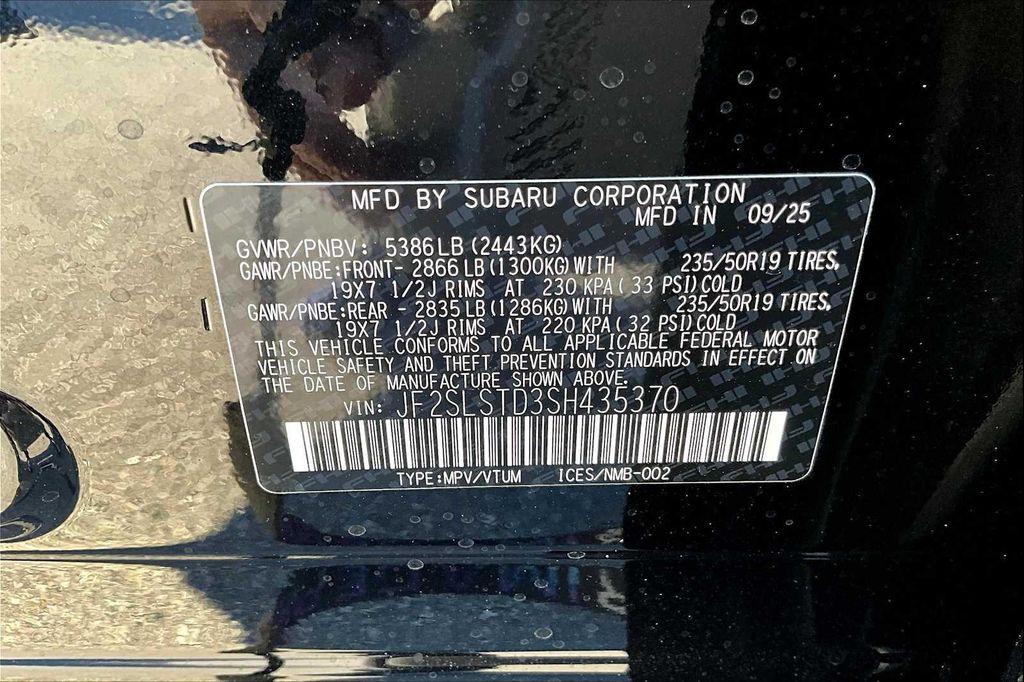 MFD BY SUBARU CORPORATION
MFD IN 09/25
GVWR/PNBV: 5386LB(2443KG)
GAWR/PNBE:FRONT- 2866LB(1300KG)WITH 235/50R19 TIRES,
19X7 1/2J RIMS AT 230 KPA(33 PSI)COLD
GAWR/PNBE:REAR - 2835LB(1286KG)WITH 235/50R19 TIRES,
19X7 1/2J RIMS AT 220 KPA(32 PSI)COLD
THIS VEHICLE CONFORMS TO ALL APPLICABLE FEDERAL MOTOR
VEHICLE SAFETY AND THEFT PREVENTION STANDARDS IN EFFECT ON
THE DATE OF MANUFACTURE SHOWN ABOVE.
VIN: JF2SLSTD3SH435370
TYPE:MPV/VTUM ICES/NMB-002